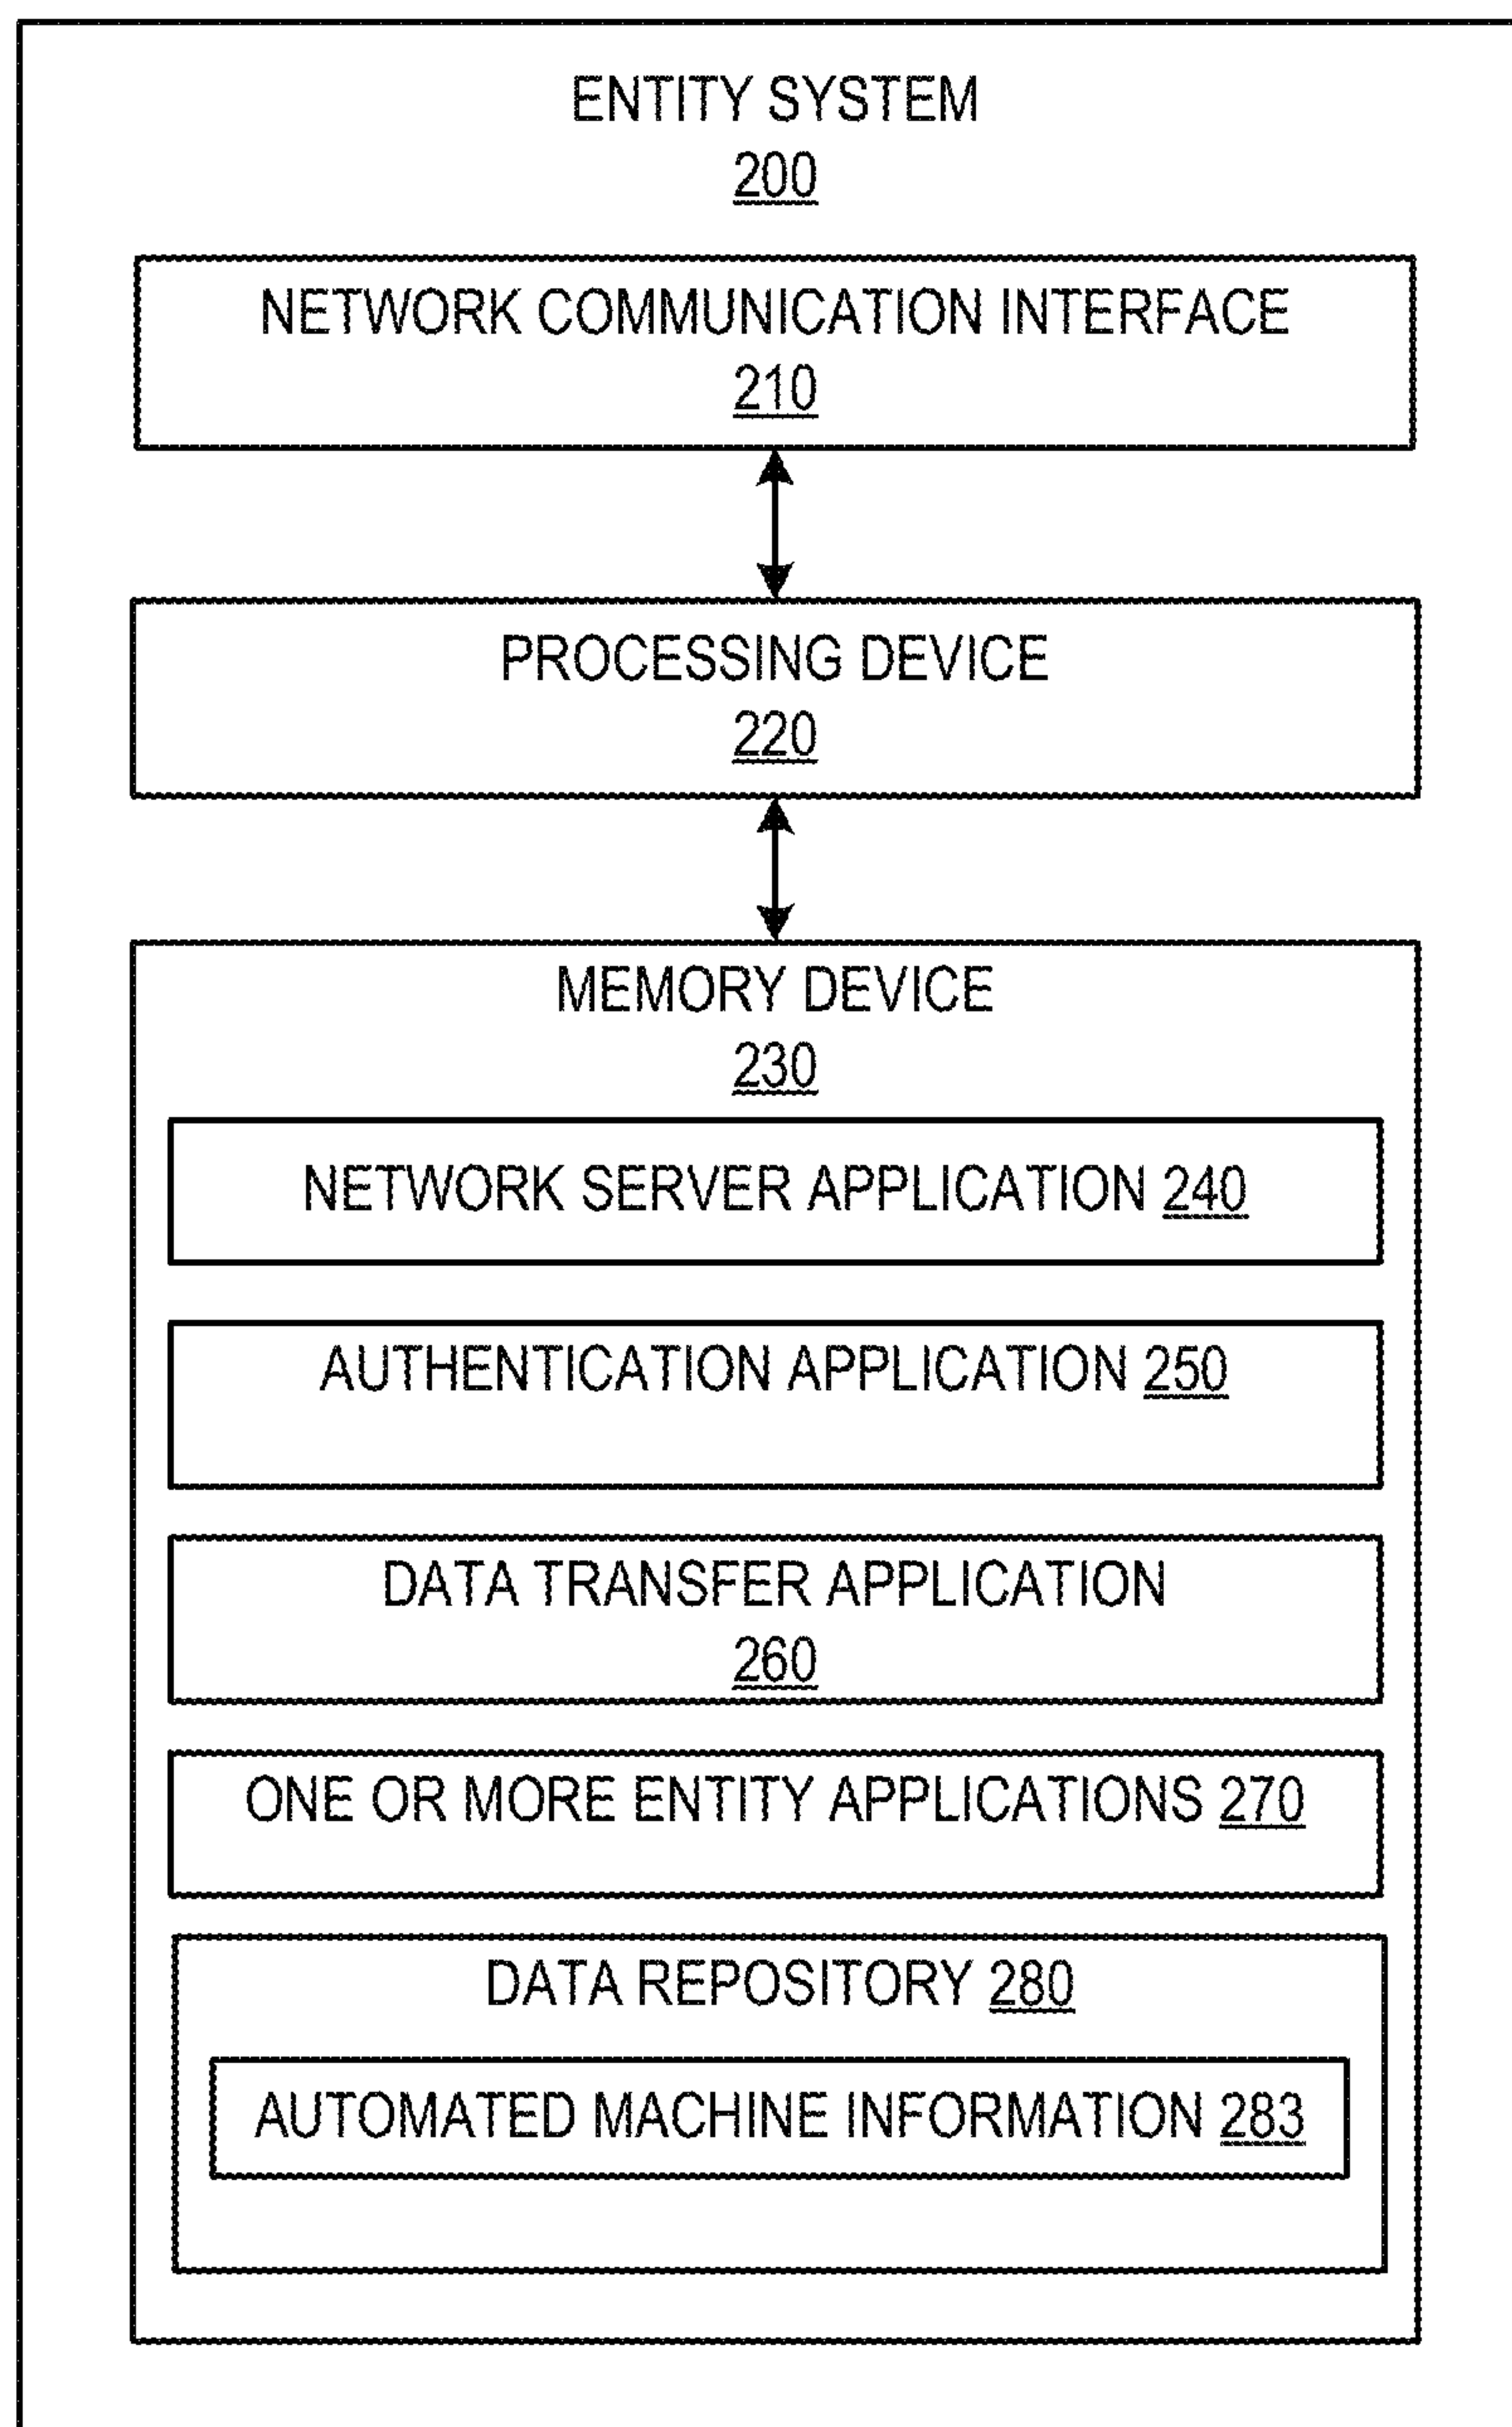 ENTITY SYSTEM
200
NETWORK COMMUNICATION INTERFACE
210
PROCESSING DEVICE
220
MEMORY DEVICE
230
NETWORK SERVER APPLICATION 240
AUTHENTICATION APPLICATION 250
DATA TRANSFER APPLICATION
260
ONE OR MORE ENTITY APPLICATIONS 270
DATA REPOSITORY 280
AUTOMATED MACHINE INFORMATION 283